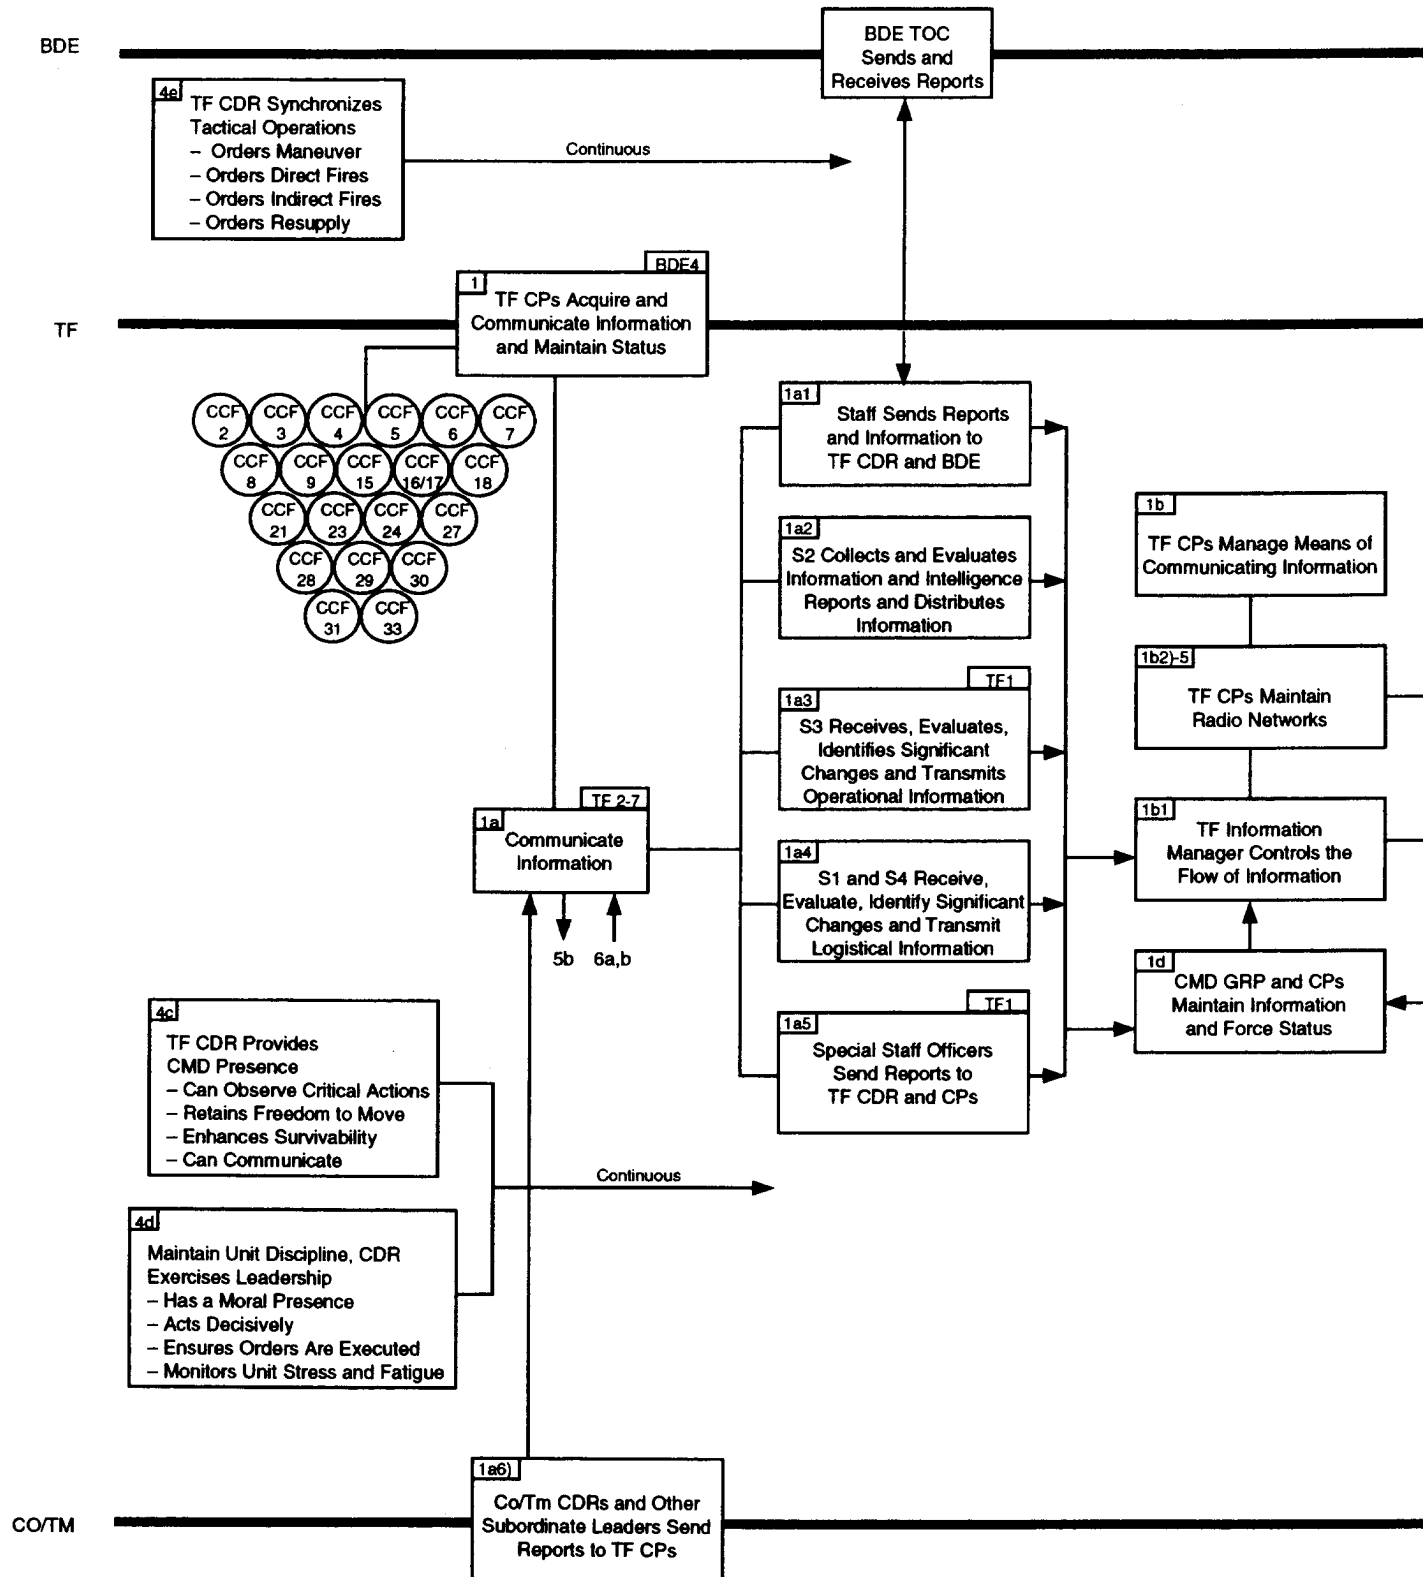 BDE
BDE TOC
Sends and
Receives Reports
4e
TF CDR Synchronizes
Tactical Operations
– Orders Maneuver
– Orders Direct Fires
– Orders Indirect Fires
– Orders Resupply
Continuous
TF
BDE4
1
TF CPs Acquire and
Communicate Information
and Maintain Status
CCF 2
CCF 3
CCF 4
CCF 5
CCF 6
CCF 7
CCF 8
CCF 9
CCF 15
CCF 16/17
CCF 18
CCF 21
CCF 23
CCF 24
CCF 27
CCF 28
CCF 29
CCF 30
CCF 31
CCF 33
1a1
Staff Sends Reports
and Information to
TF CDR and BDE
1a2
S2 Collects and Evaluates
Information and Intelligence
Reports and Distributes
Information
TF1
1a3
S3 Receives, Evaluates,
Identifies Significant
Changes and Transmits
Operational Information
1a4
S1 and S4 Receive,
Evaluate, Identify Significant
Changes and Transmit
Logistical Information
TF1
1a5
Special Staff Officers
Send Reports to
TF CDR and CPs
1b
TF CPs Manage Means of
Communicating Information
1b2)-5
TF CPs Maintain
Radio Networks
1b1
TF Information
Manager Controls the
Flow of Information
1d
CMD GRP and CPs
Maintain Information
and Force Status
TF 2-7
1a
Communicate
Information
5b
6a,b
4c
TF CDR Provides
CMD Presence
– Can Observe Critical Actions
– Retains Freedom to Move
– Enhances Survivability
– Can Communicate
Continuous
4d
Maintain Unit Discipline, CDR
Exercises Leadership
– Has a Moral Presence
– Acts Decisively
– Ensures Orders Are Executed
– Monitors Unit Stress and Fatigue
CO/TM
1a6)
Co/Tm CDRs and Other
Subordinate Leaders Send
Reports to TF CPs